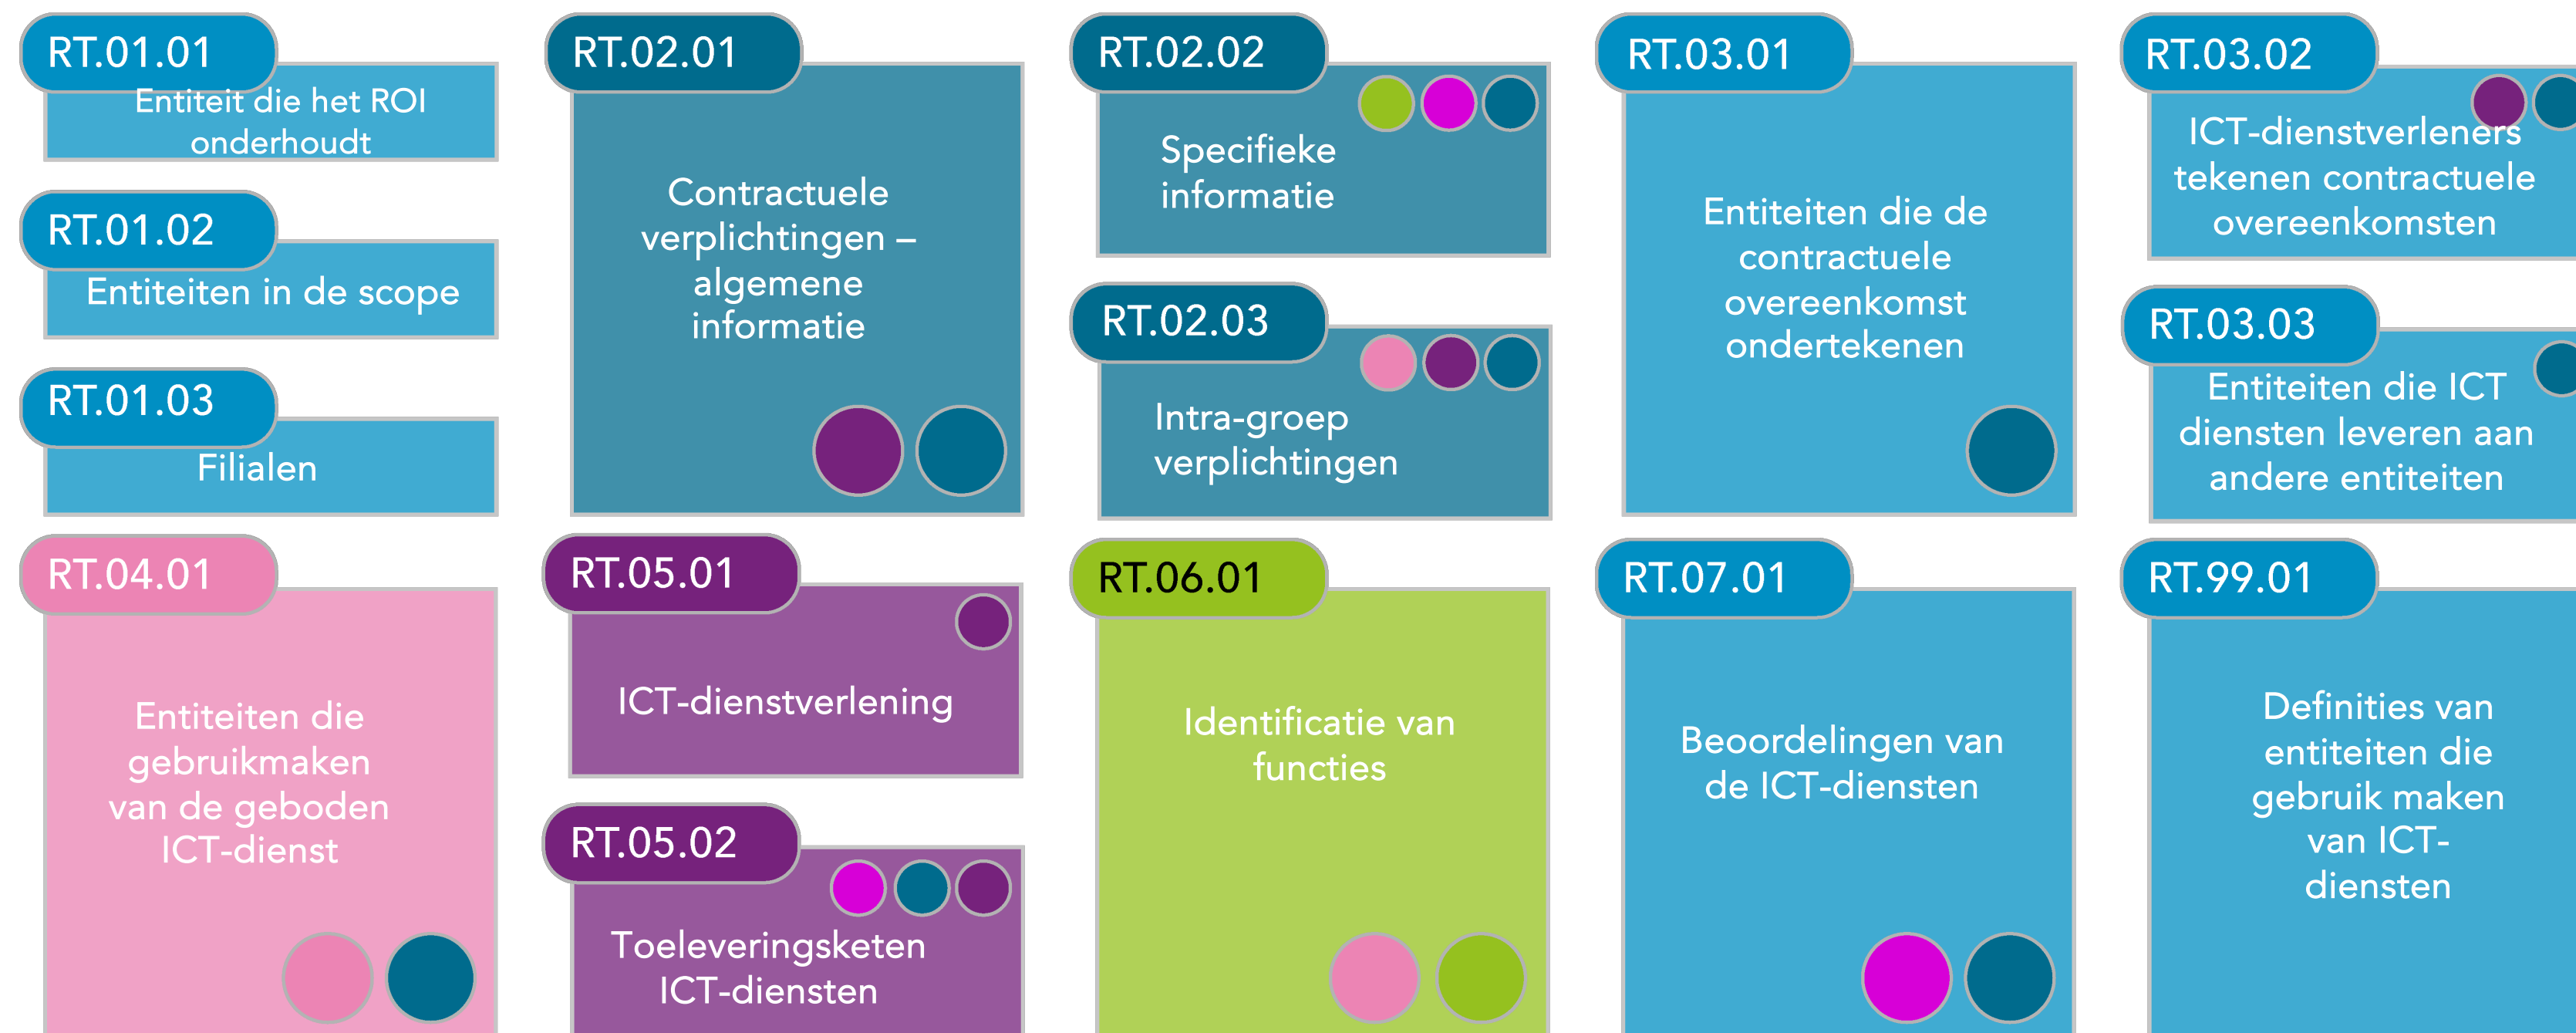 RT.01.01
Entiteit die het ROI
onderhoudt
RT.01.02
Entiteiten in de scope
RT.01.03
Filialen
RT.02.01
Contractuele
verplichtingen –
algemene
informatie
RT.02.02
Specifieke
informatie
RT.02.03
Intra-groep
verplichtingen
RT.03.01
Entiteiten die de
contractuele
overeenkomst
ondertekenen
RT.03.02
ICT-dienstverleners
tekenen contractuele
overeenkomsten
RT.03.03
Entiteiten die ICT
diensten leveren aan
andere entiteiten
RT.04.01
Entiteiten die
gebruikmaken
van de geboden
ICT-dienst
RT.05.01
ICT-dienstverlening
RT.05.02
Toeleveringsketen
ICT-diensten
RT.06.01
Identificatie van
functies
RT.07.01
Beoordelingen van
de ICT-diensten
RT.99.01
Definities van
entiteiten die
gebruik maken
van ICT-
diensten